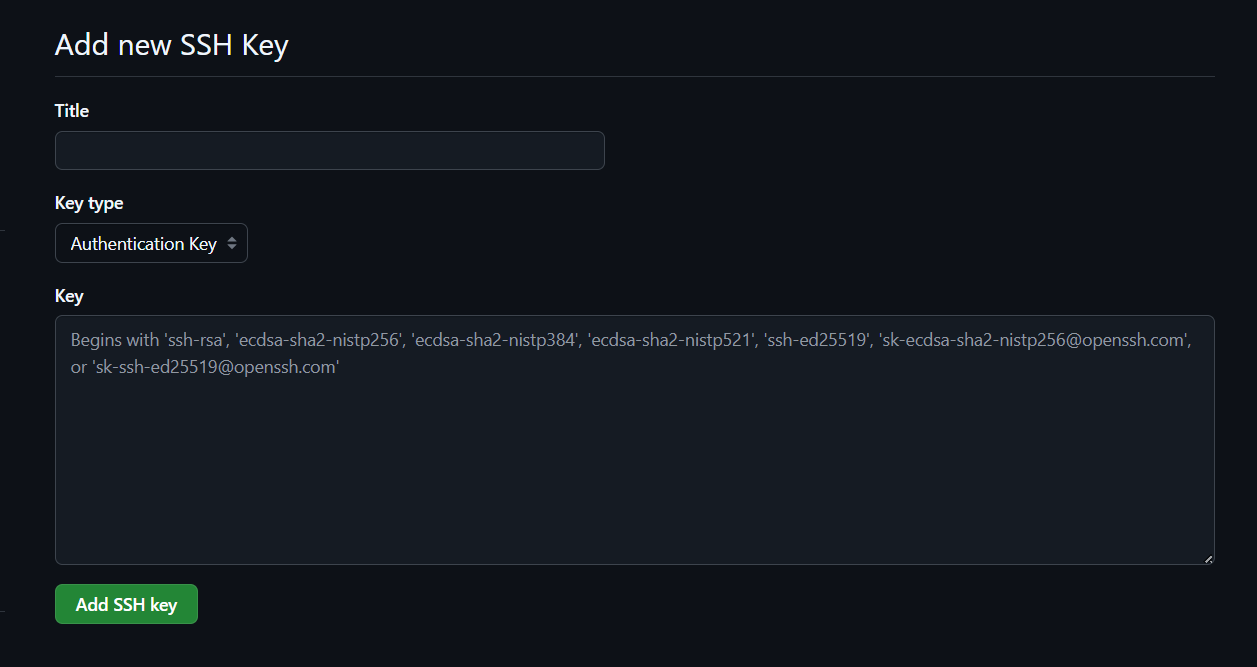 Add new SSH Key
Title
Key type
Authentication Key
Key
Begins with 'ssh-rsa', 'ecdsa-sha2-nistp256', 'ecdsa-sha2-nistp384', 'ecdsa-sha2-nistp521', 'ssh-ed25519', 'sk-ecdsa-sha2-nistp256@openssh.com',
or 'sk-ssh-ed25519@openssh.com'
Add SSH key